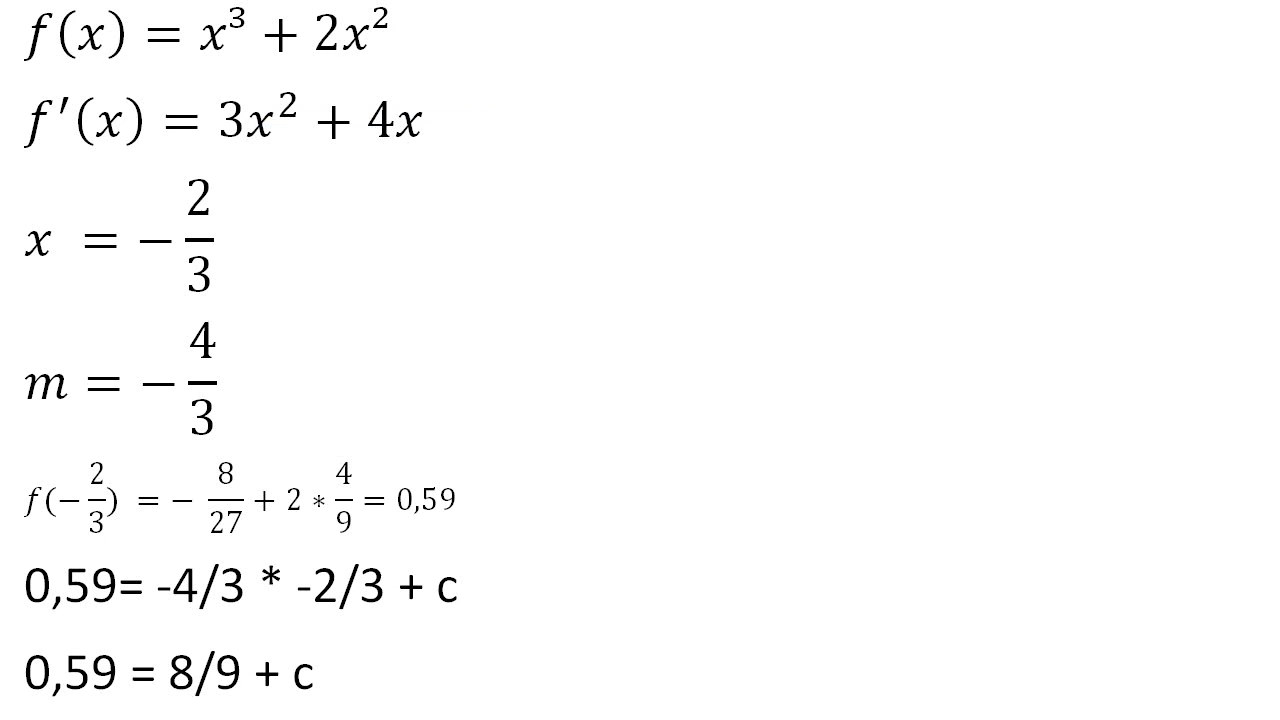 f(x) = x³ + 2x²
f′(x) = 3x² + 4x
x = −2/3
m = −4/3
f(−2/3) = − 8/27 + 2 * 4/9 = 0,59
0,59= -4/3 * -2/3 + c
0,59 = 8/9 + c